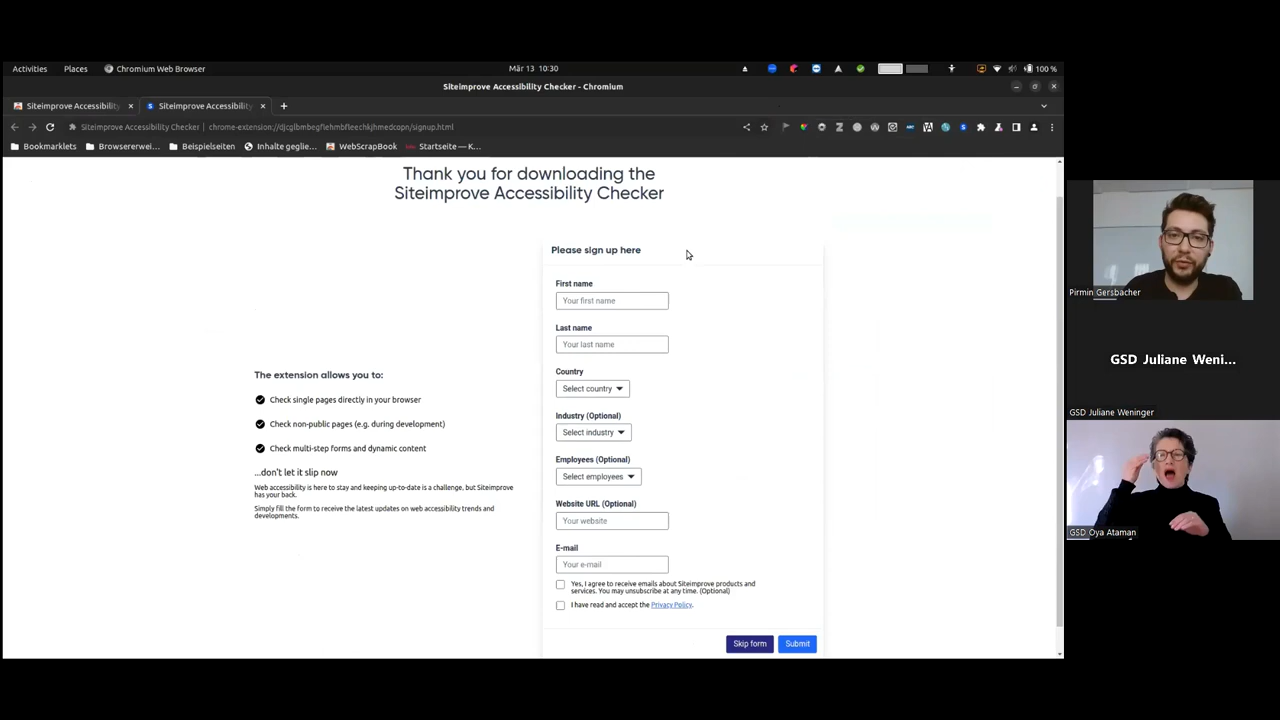 Activities
Places
Chromium Web Browser
Mär 13 10:30
100 %
Siteimprove Accessibility Checker - Chromium
Siteimprove Accessibility
Siteimprove Accessibility
Siteimprove Accessibility Checker
Bookmarklets
Browsererwei...
Beispielseiten
Inhalte geglie...
WebScrapBook
Startseite — K...
Thank you for downloading the
Siteimprove Accessibility Checker
The extension allows you to:
Check single pages directly in your browser
Check non-public pages (e.g. during development)
Check multi-step forms and dynamic content
...don't let it slip now
Web accessibility is here to stay and keeping up-to-date is a challenge, but Siteimprove
has your back.
Simply fill the form to receive the latest updates on web accessibility trends and
developments.
Please sign up here
First name
Your first name
Last name
Your last name
Country
Select country
Industry (Optional)
Select industry
Employees (Optional)
Select employees
Website URL (Optional)
Your website
E-mail
Your e-mail
Yes, I agree to receive emails about Siteimprove products and
services. You may unsubscribe at any time. (Optional)
I have read and accept the Privacy Policy.
Skip form
Submit
Pirmin Gersbacher
GSD Juliane Weni...
GSD Juliane Weninger
GSD Oya Ataman